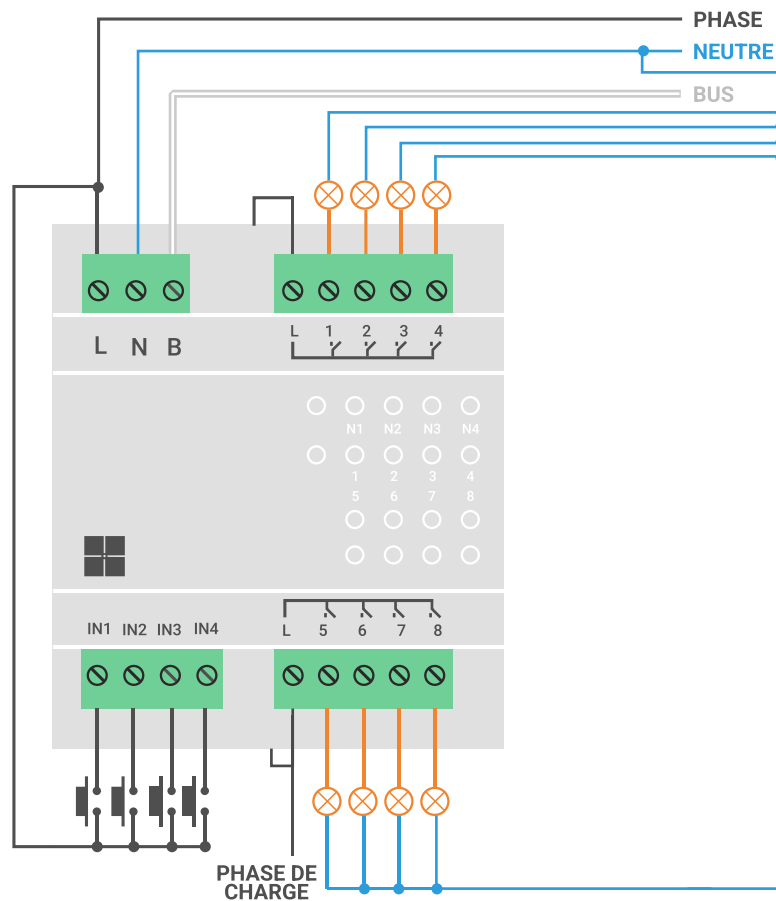 PHASE
NEUTRE
BUS
L N B
L 1 2 3 4
N1 N2 N3 N4
1 2 3 4
5 6 7 8
IN1 IN2 IN3 IN4
L 5 6 7 8
PHASE DE
CHARGE